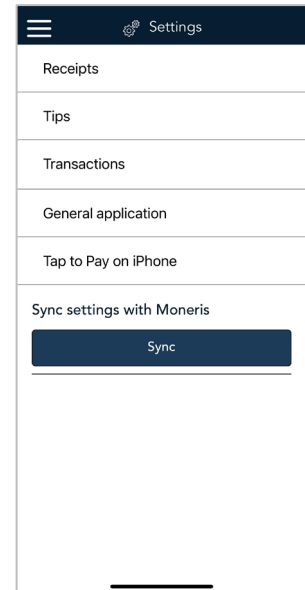 Settings
Receipts
Tips
Transactions
General application
Tap to Pay on iPhone
Sync settings with Moneris
Sync